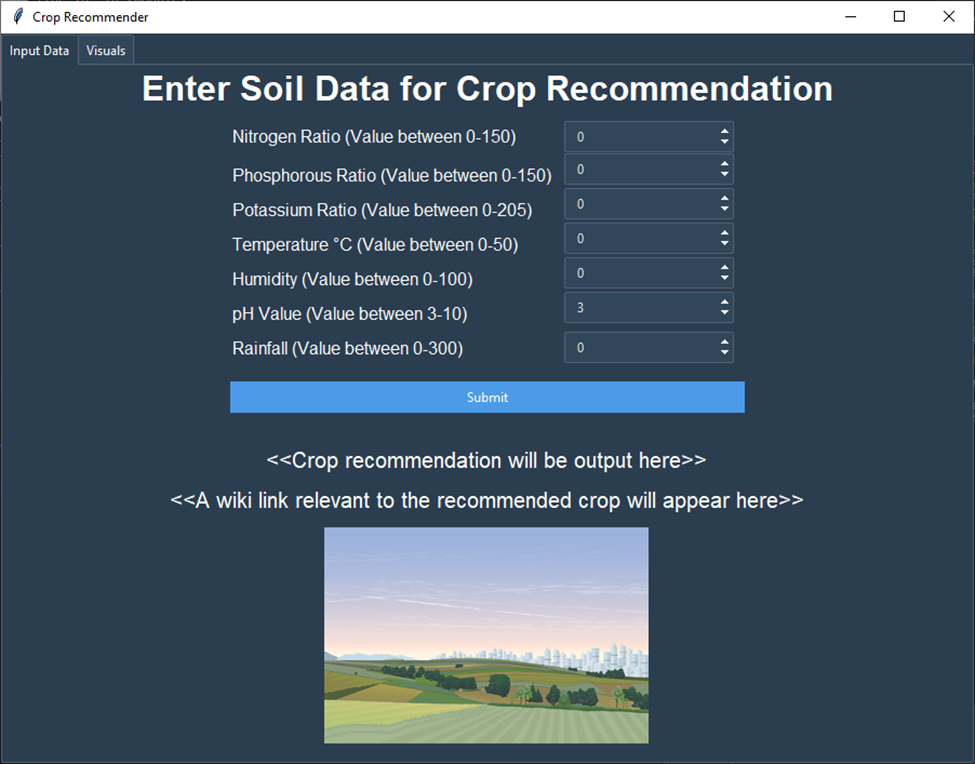 Crop Recommender
Input Data Visuals
Enter Soil Data for Crop Recommendation
Nitrogen Ratio (Value between 0-150) 0
Phosphorous Ratio (Value between 0-150) 0
Potassium Ratio (Value between 0-205) 0
Temperature °C (Value between 0-50) 0
Humidity (Value between 0-100) 0
pH Value (Value between 3-10) 3
Rainfall (Value between 0-300) 0
Submit
<<Crop recommendation will be output here>>
<<A wiki link relevant to the recommended crop will appear here>>